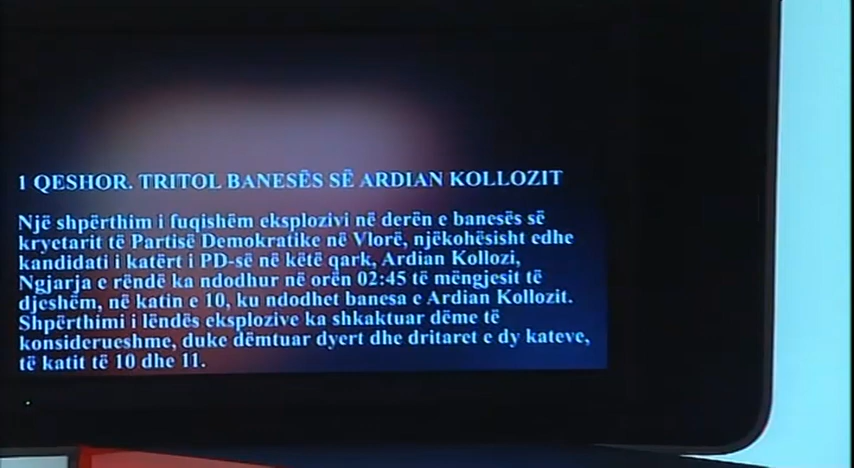 1 QESHOR. TRITOL BANESËS SË ARDIAN KOLLOZIT
Një shpërthim i fuqishëm eksplozivi në derën e banesës së
kryetarit të Partisë Demokratike në Vlorë, njëkohësisht edhe
kandidati i katërt i PD-së në këtë qark, Ardian Kollozi,
Ngjarja e rëndë ka ndodhur në orën 02:45 të mëngjesit të
djeshëm, në katin e 10, ku ndodhet banesa e Ardian Kollozit.
Shpërthimi i lëndës eksplozive ka shkaktuar dëme të
konsiderueshme, duke dëmtuar dyert dhe dritaret e dy kateve,
të katit të 10 dhe 11.